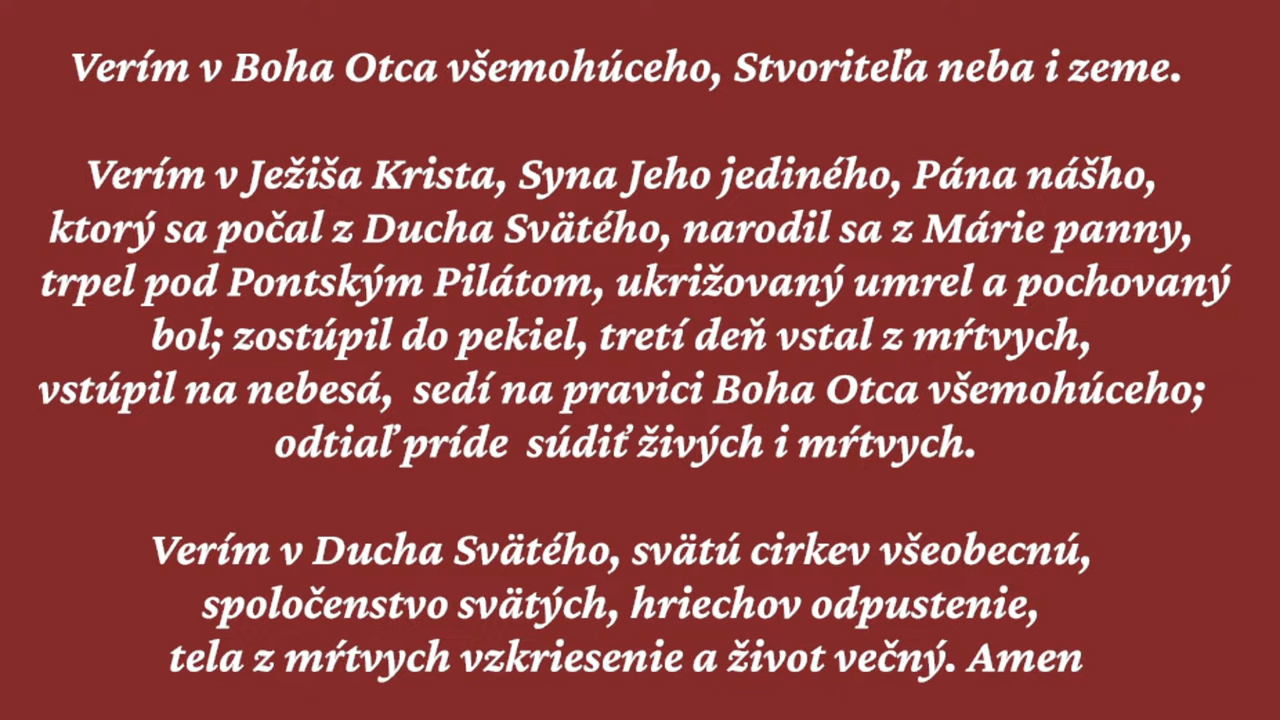 Verím v Boha Otca všemohúceho, Stvoriteľa neba i zeme.
Verím v Ježiša Krista, Syna Jeho jediného, Pána nášho,
ktorý sa počal z Ducha Svätého, narodil sa z Márie panny,
trpel pod Pontským Pilátom, ukrižovaný umrel a pochovaný
bol; zostúpil do pekiel, tretí deň vstal z mŕtvych,
vstúpil na nebesá,  sedí na pravici Boha Otca všemohúceho;
odtiaľ príde  súdiť živých i mŕtvych.
Verím v Ducha Svätého, svätú cirkev všeobecnú,
spoločenstvo svätých, hriechov odpustenie,
tela z mŕtvych vzkriesenie a život večný. Amen